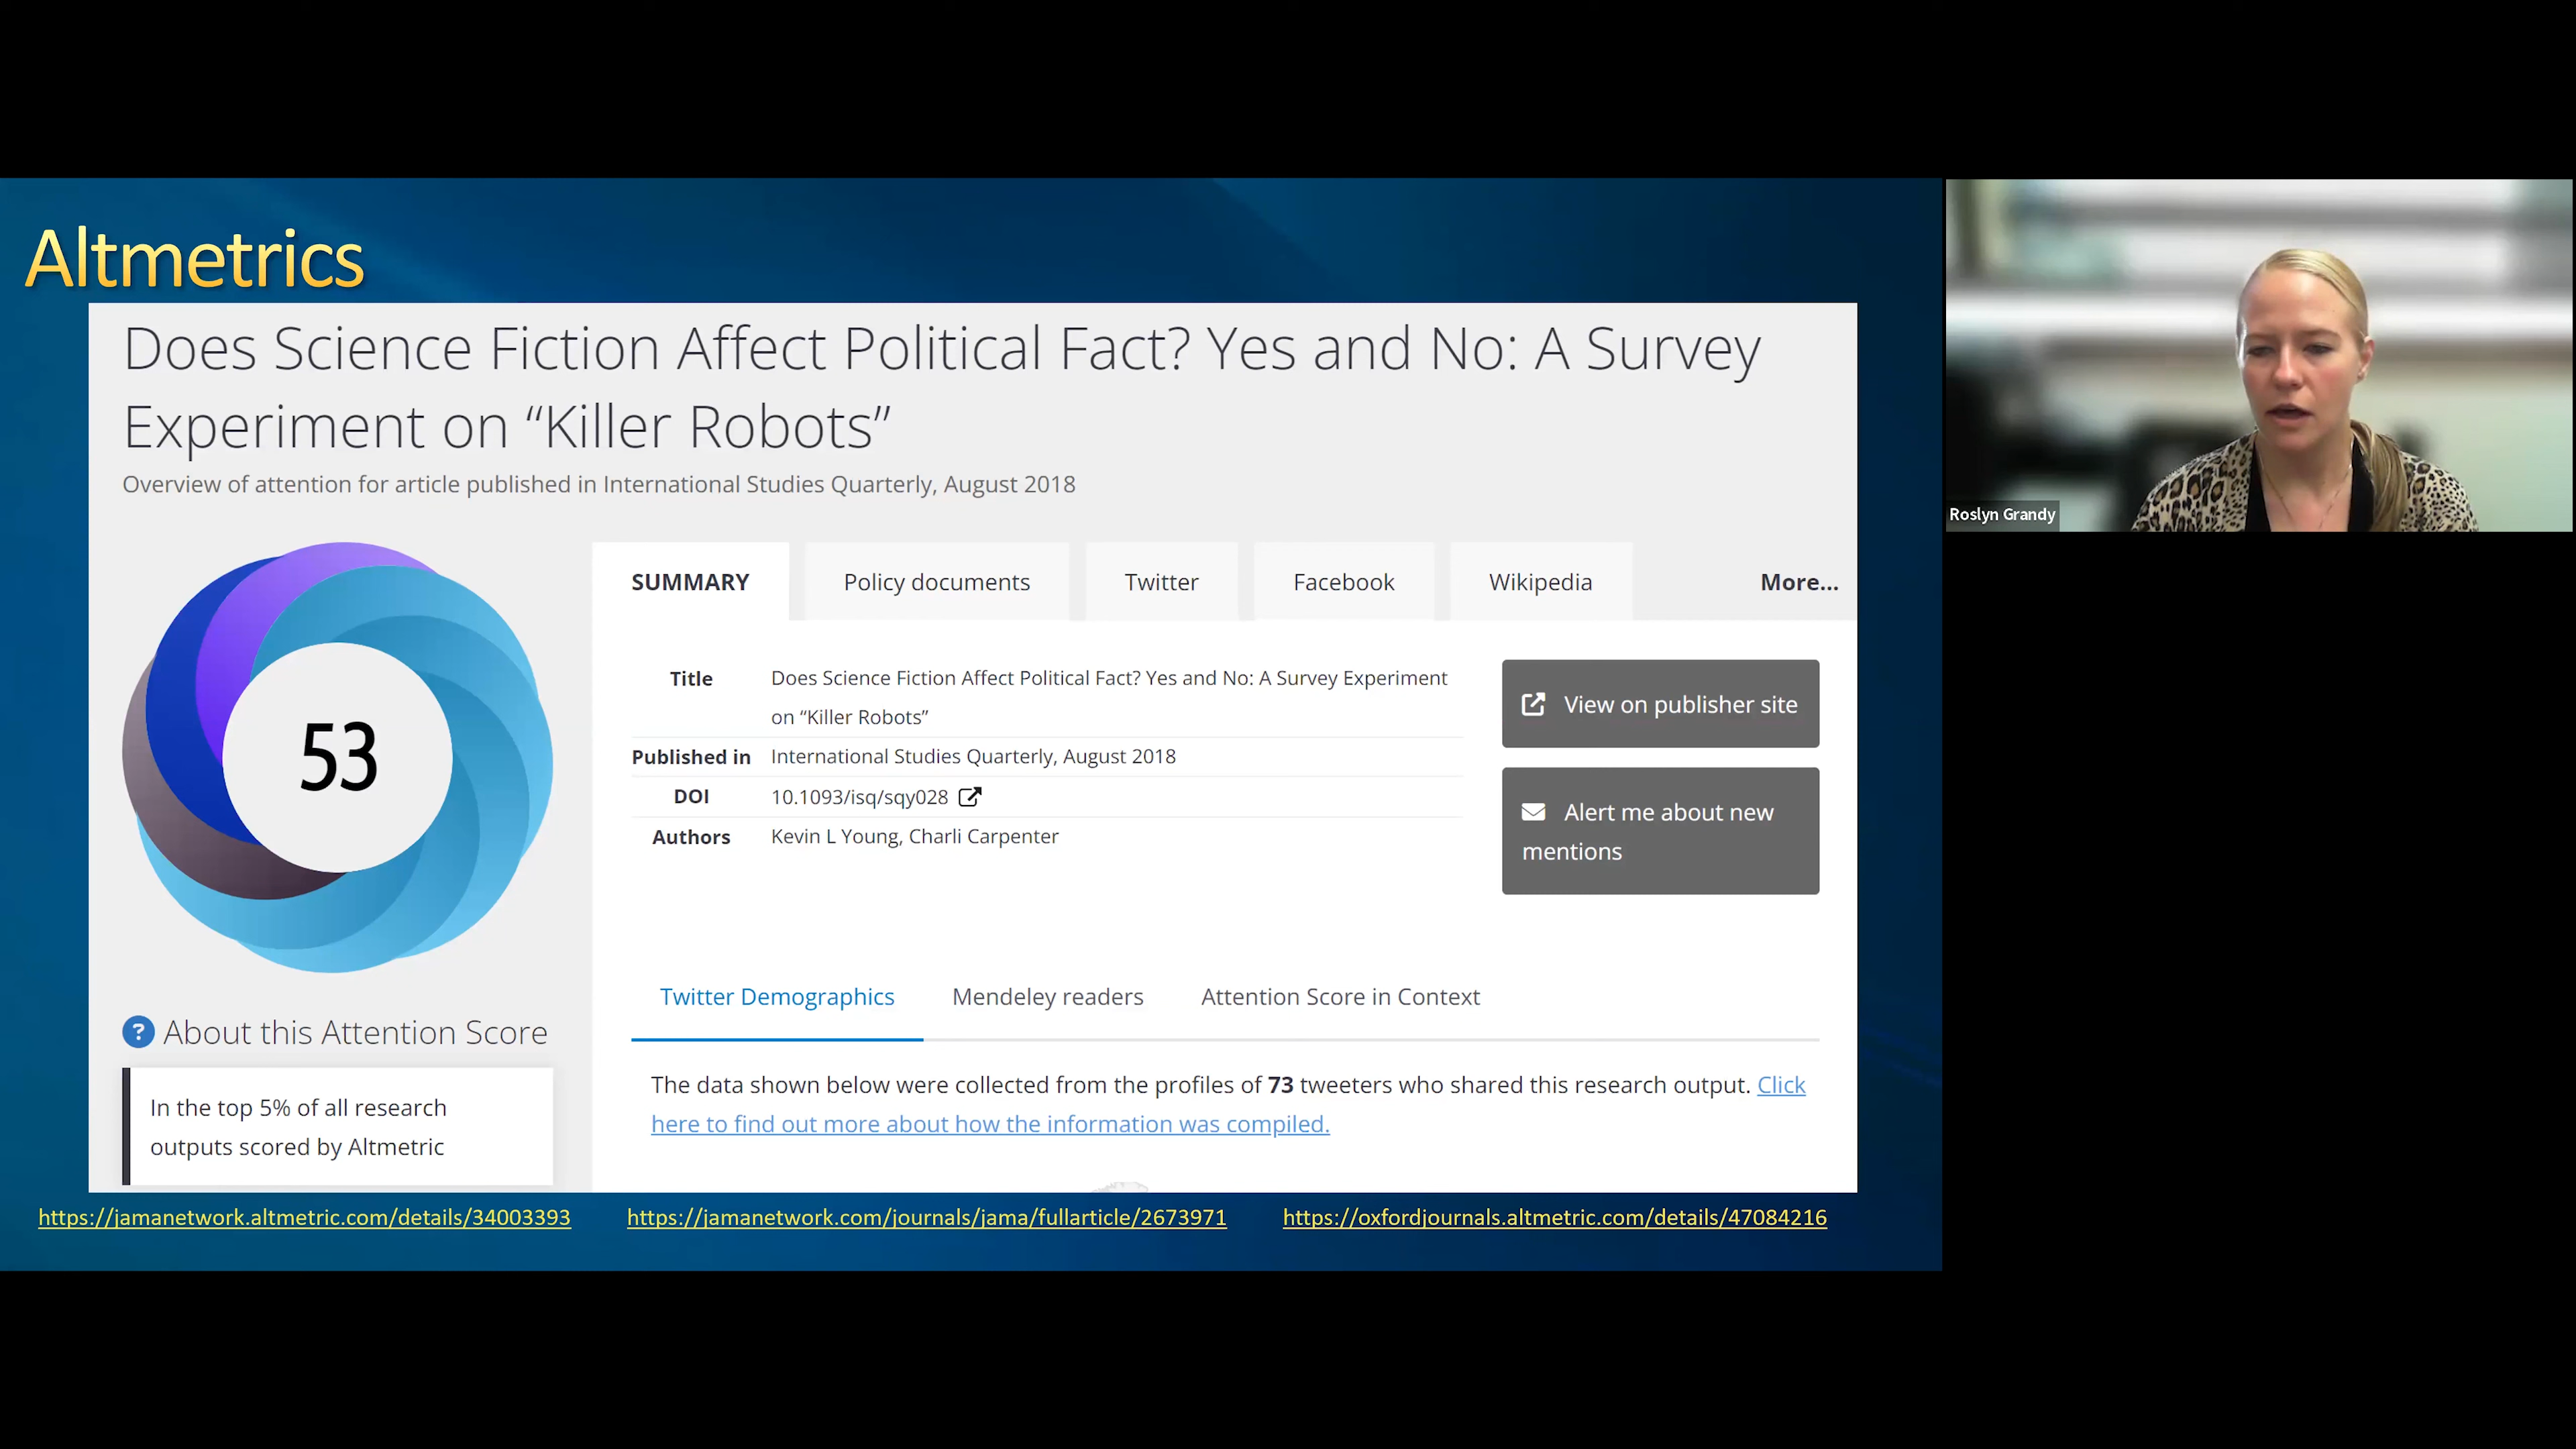 Altmetrics
Does Science Fiction Affect Political Fact? Yes and No: A Survey
Experiment on “Killer Robots”
Overview of attention for article published in International Studies Quarterly, August 2018
53
SUMMARY Policy documents Twitter Facebook Wikipedia More...
Title Does Science Fiction Affect Political Fact? Yes and No: A Survey Experiment
on “Killer Robots”
Published in International Studies Quarterly, August 2018
DOI 10.1093/isq/sqy028
Authors Kevin L Young, Charli Carpenter
View on publisher site
Alert me about new
mentions
Twitter Demographics Mendeley readers Attention Score in Context
The data shown below were collected from the profiles of 73 tweeters who shared this research output. Click
here to find out more about how the information was compiled.
? About this Attention Score
In the top 5% of all research
outputs scored by Altmetric
https://jamanetwork.altmetric.com/details/34003393
https://jamanetwork.com/journals/jama/fullarticle/2673971
https://oxfordjournals.altmetric.com/details/47084216
Roslyn Grandy